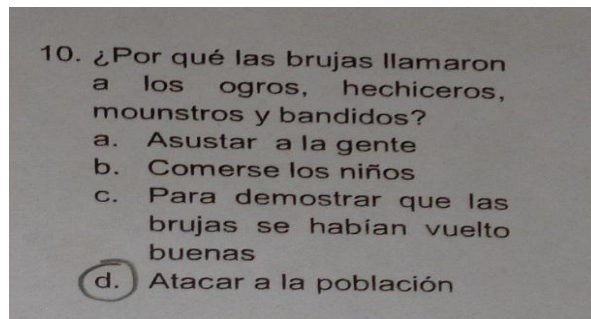 10. ¿Por qué las brujas llamaron
a los ogros, hechiceros,
mounstros y bandidos?
a. Asustar a la gente
b. Comerse los niños
c. Para demostrar que las
brujas se habían vuelto
buenas
d. Atacar a la población